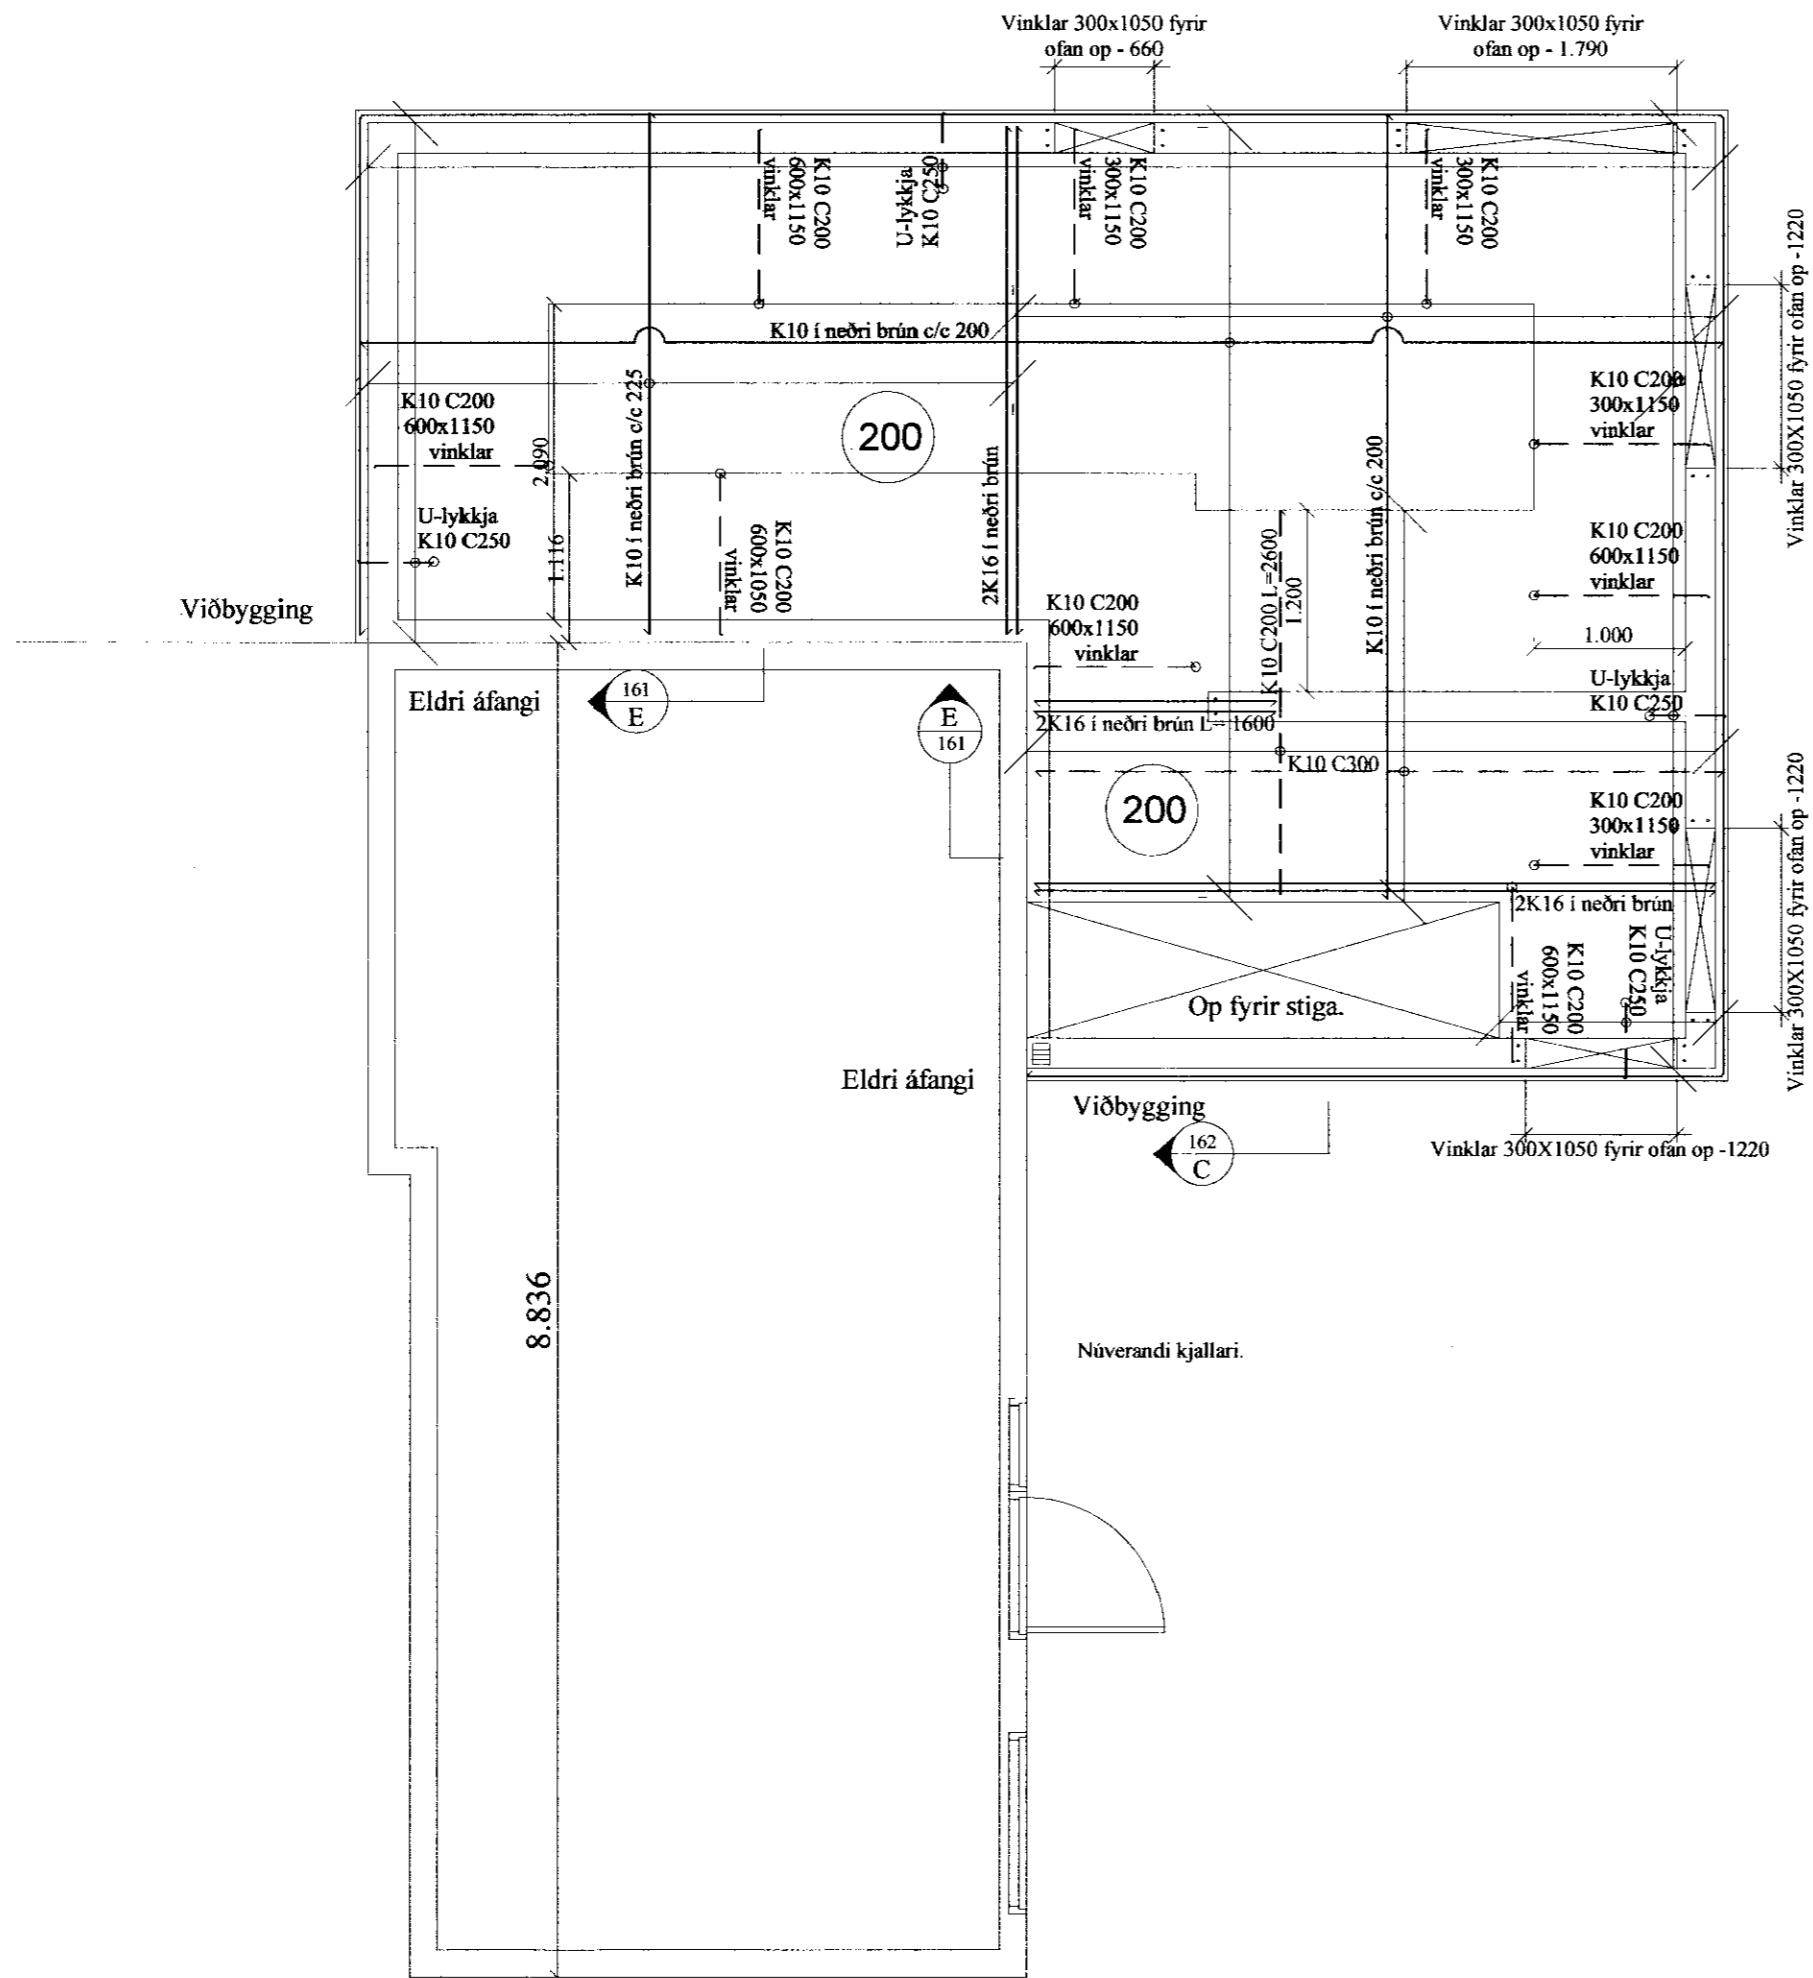 Vinklar 300x1050 fyrir
ofan op - 660
Vinklar 300x1050 fyrir
ofan op - 1.790
K10 C200
600x1150
vinklar
U-lykkja
K10 C250
K10 C200
300x1150
vinklar
K10 C200
300x1150
vinklar
Vinklar 300X1050 fyrir ofan op -1220
K10 í neðri brún c/c 200
K10 C200
600x1150
vinklar
2.090
K10 í neðri brún c/c 225
200
2K16 í neðri brún
K10 í neðri brún c/c 200
K10 C200
300x1150
vinklar
U-lykkja
K10 C250
1.116
K10 C200
600x1050
vinklar
K10 C200 L=2600
1.200
K10 C200
600x1150
vinklar
K10 C200
600x1150
vinklar
1.000
Viðbygging
Eldri áfangi
161
E
E
161
U-lykkja
K10 C250
2K16 í neðri brún L= 1600
K10 C300
200
K10 C200
300x1150
vinklar
Vinklar 300X1050 fyrir ofan op -1220
2K16 í neðri brún
U-lykkja
K10 C250
K10 C200
600x1150
vinklar
Op fyrir stiga.
Eldri áfangi
Viðbygging
162
C
Vinklar 300X1050 fyrir ofan op -1220
8.836
Núverandi kjallari.